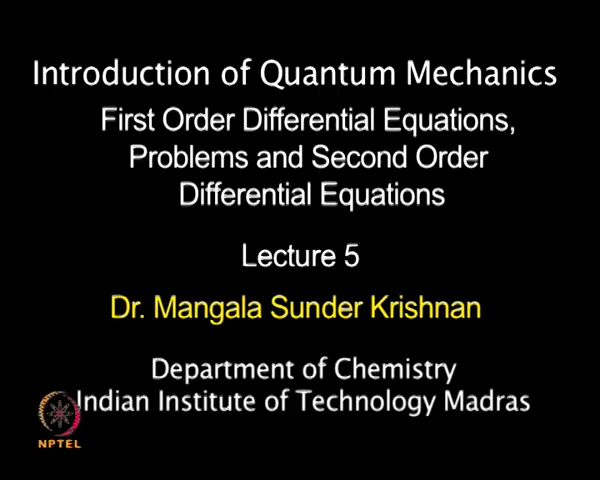 Introduction of Quantum Mechanics
First Order Differential Equations,
Problems and Second Order
Differential Equations
Lecture 5
Dr. Mangala Sunder Krishnan
Department of Chemistry
Indian Institute of Technology Madras
NPTEL